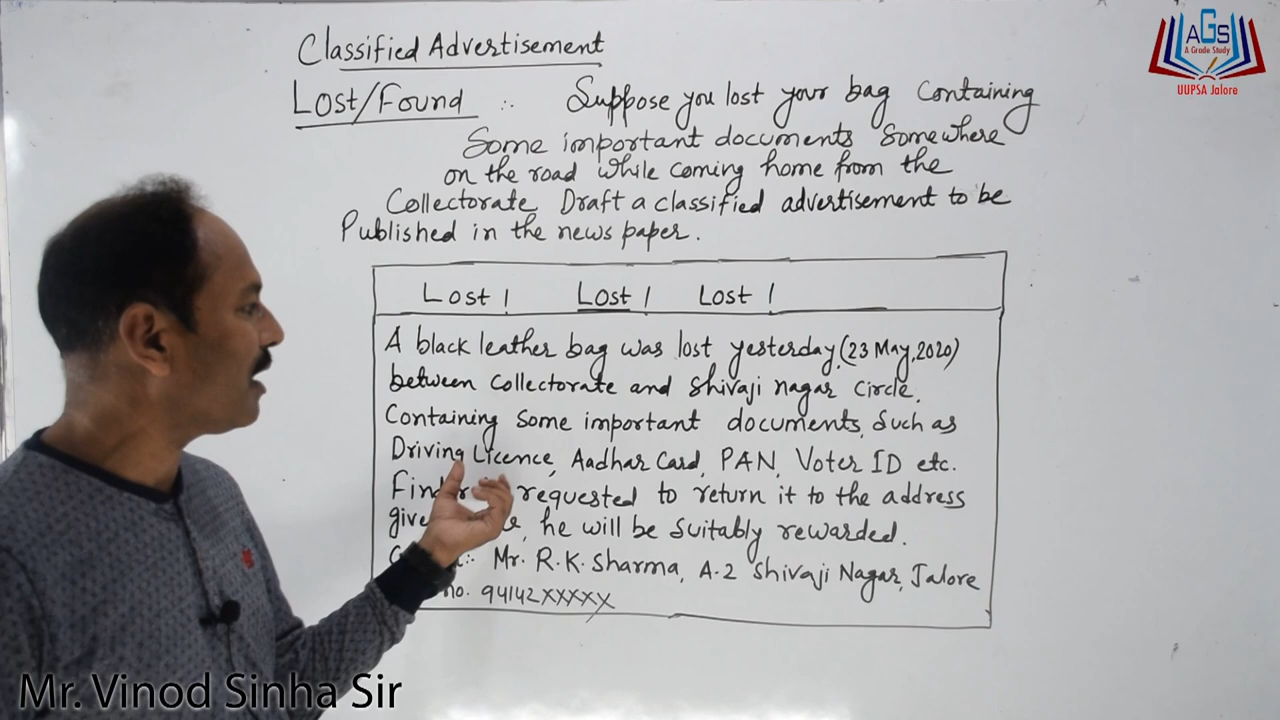 Classified Advertisement
AGS
A Grade Study
UUPSA Jalore
Lost/Found :. Suppose you lost your bag Containing
Some important documents Somewhere
on the road while coming home from the
Collectorate Draft a classified advertisement to be
Published in the news paper.
Lost ! Lost ! Lost !
A black leather bag was lost yesterday, (23 May, 2020)
between Collectorate and Shivaji nagar Circle,
Containing Some important documents, Such as
Driving Licence, Aadhar Card, PAN, Voter ID etc.
requested to return it to the address
he will be Suitably rewarded.
Mr. R.K. Sharma, A.2 Shivaji Nagar, Jalore
no. 94142XXXXX
Mr. Vinod Sinha Sir